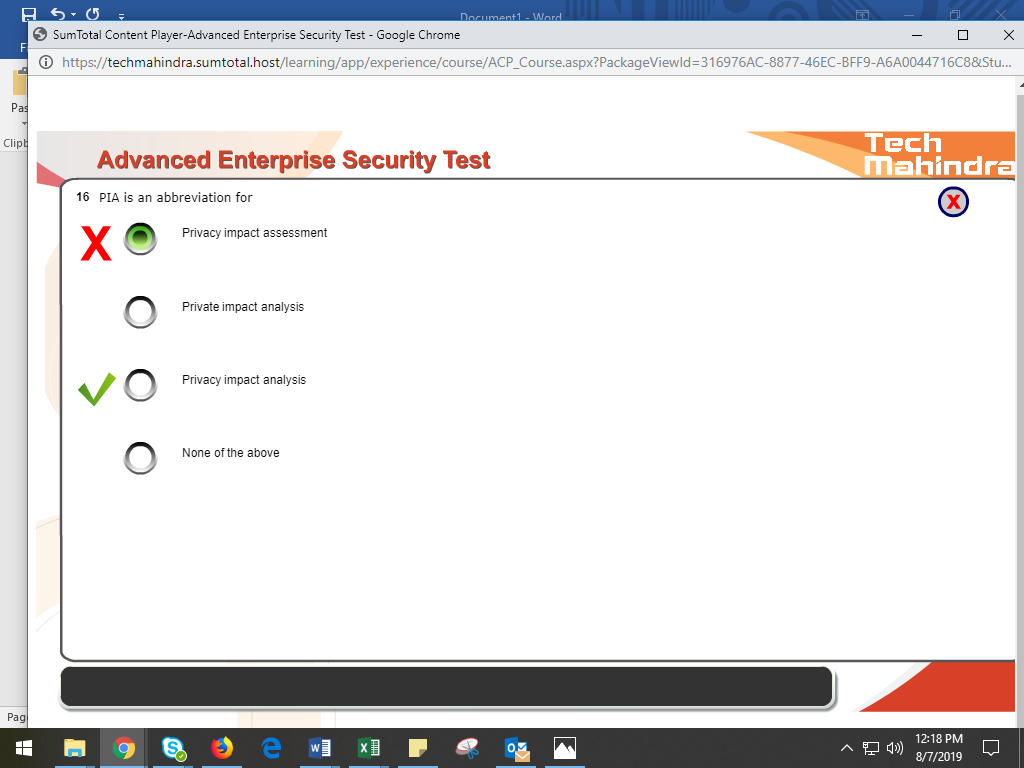 Document1 - Word
SumTotal Content Player-Advanced Enterprise Security Test - Google Chrome
F
https://techmahindra.sumtotal.host/learning/app/experience/course/ACP_Course.aspx?PackageViewId=316976AC-8877-46EC-BFF9-A6A0044716C8&Stu...
Pas
Clipb
Tech
Mahindra
Advanced Enterprise Security Test
16 PIA is an abbreviation for
X
X
Privacy impact assessment
Private impact analysis
Privacy impact analysis
None of the above
Page
12:18 PM
8/7/2019